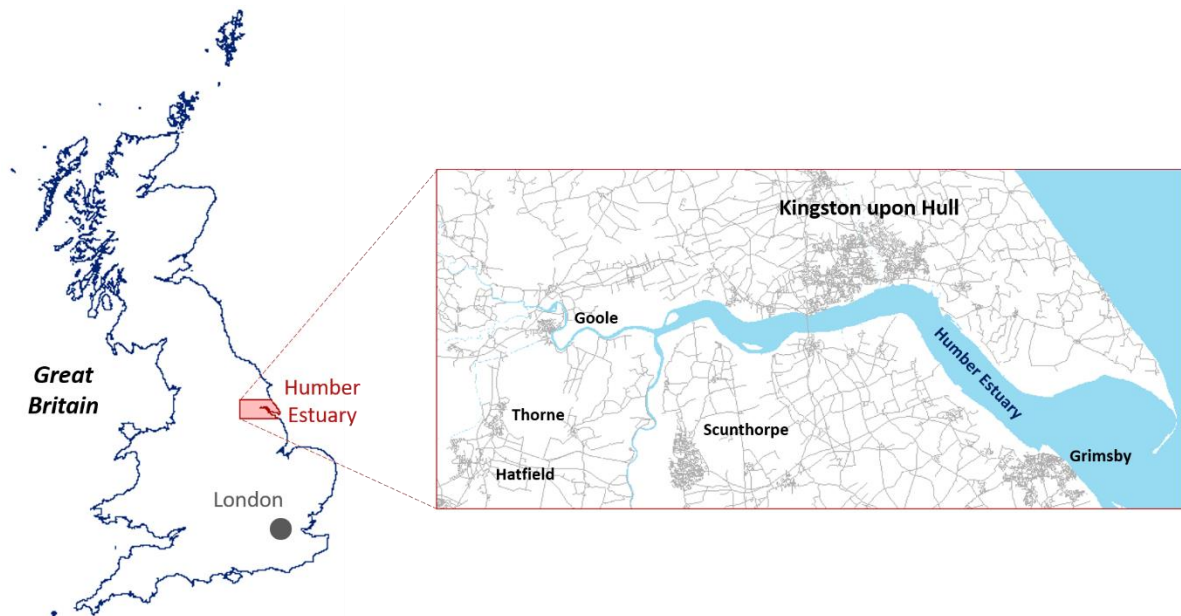 Great
Britain
Humber
Estuary
London
Kingston upon Hull
Goole
Humber Estuary
Thorne
Scunthorpe
Hatfield
Grimsby